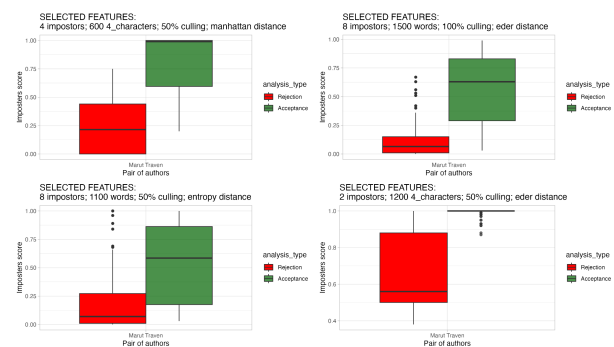 SELECTED FEATURES:
4 impostors; 600 4_characters; 50% culling; manhattan distance
1.00
0.75
0.50
0.25
0.00
Imposters score
Marut Traven
Pair of authors
analysis_type
Rejection
Acceptance
SELECTED FEATURES:
8 impostors; 1500 words; 100% culling; eder distance
1.00
0.75
0.50
0.25
0.00
Imposters score
Marut Traven
Pair of authors
analysis_type
Rejection
Acceptance
SELECTED FEATURES:
8 impostors; 1100 words; 50% culling; entropy distance
1.00
0.75
0.50
0.25
0.00
Imposters score
Marut Traven
Pair of authors
analysis_type
Rejection
Acceptance
SELECTED FEATURES:
2 impostors; 1200 4_characters; 50% culling; eder distance
1.0
0.8
0.6
0.4
Imposters score
Marut Traven
Pair of authors
analysis_type
Rejection
Acceptance